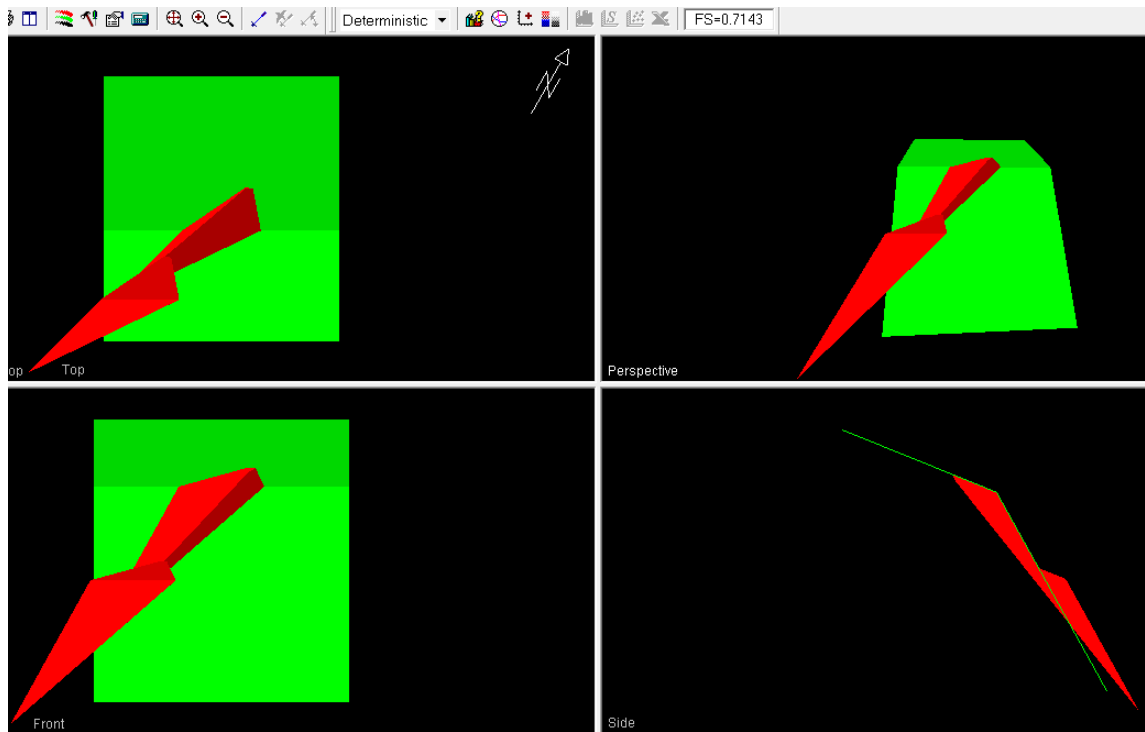 Deterministic FS=0.7143
N
op Top
Perspective
Front
Side